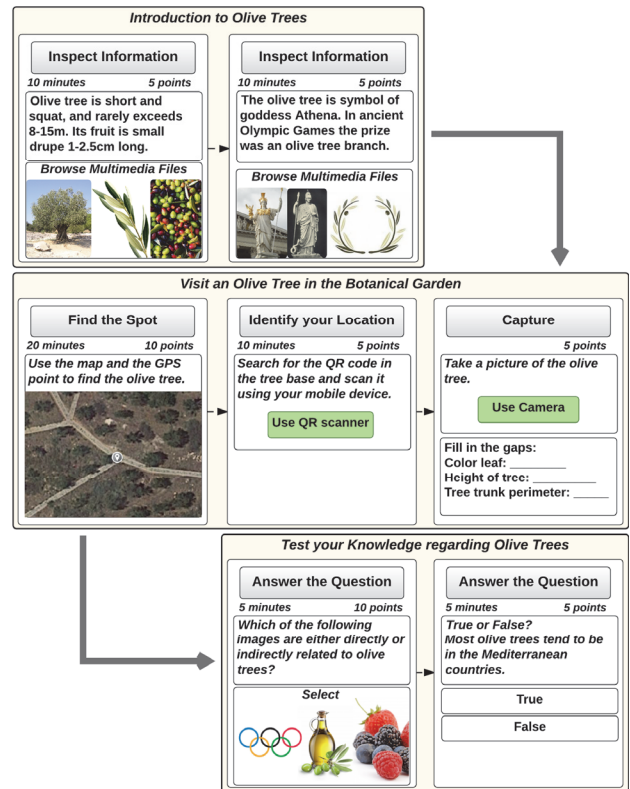 Introduction to Olive Trees
Inspect Information
10 minutes 5 points
Olive tree is short and
squat, and rarely exceeds
8-15m. Its fruit is small
drupe 1-2.5cm long.
Browse Multimedia Files
Inspect Information
10 minutes 5 points
The olive tree is symbol of
goddess Athena. In ancient
Olympic Games the prize
was an olive tree branch.
Browse Multimedia Files
Visit an Olive Tree in the Botanical Garden
Find the Spot
20 minutes 10 points
Use the map and the GPS
point to find the olive tree.
Identify your Location
10 minutes 5 points
Search for the QR code in
the tree base and scan it
using your mobile device.
Use QR scanner
Capture
5 points
Take a picture of the olive
tree.
Use Camera
Fill in the gaps:
Color leaf: ________
Height of tree: _________
Tree trunk perimeter: _____
Test your Knowledge regarding Olive Trees
Answer the Question
5 minutes 10 points
Which of the following
images are either directly or
indirectly related to olive
trees?
Select
Answer the Question
5 minutes 5 points
True or False?
Most olive trees tend to be
in the Mediterranean
countries.
True
False